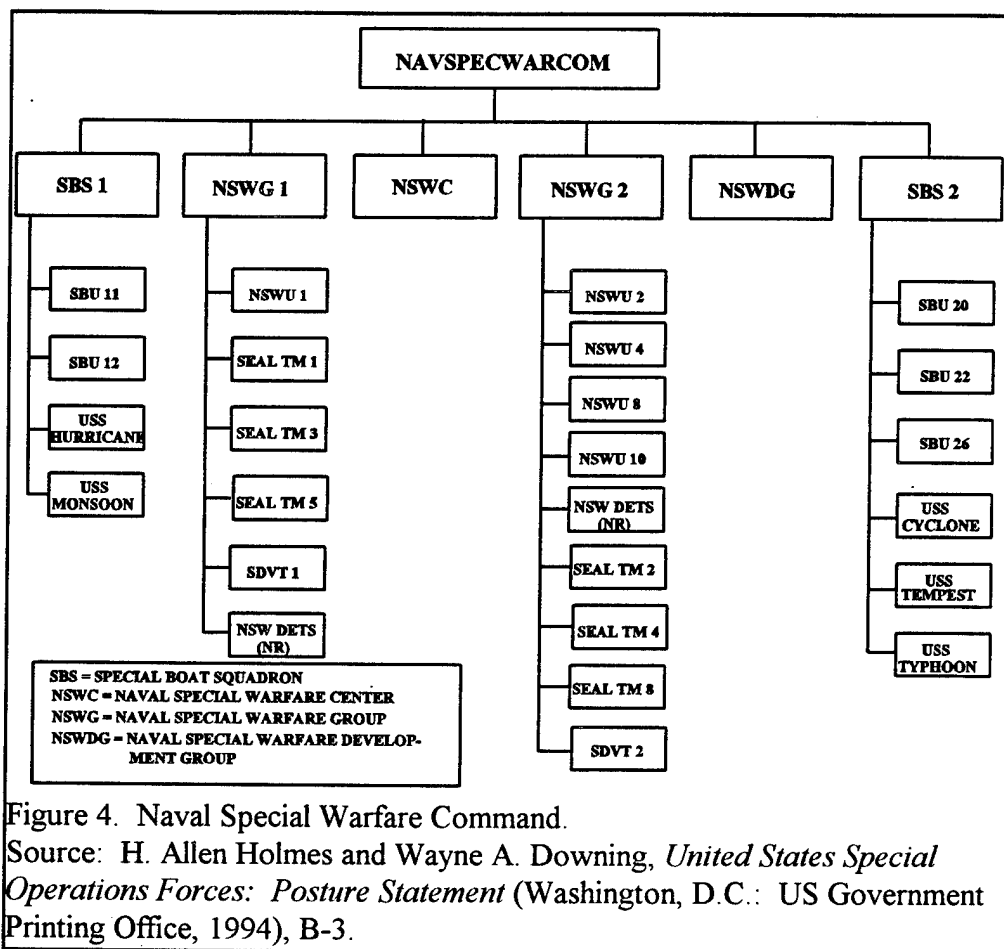 NAVSPECWARCOM
SBS 1
NSWG 1
NSWC
NSWG 2
NSWDG
SBS 2
SBU 11
SBU 12
USS
HURRICANE
USS
MONSOON
NSWU 1
SEAL TM 1
SEAL TM 3
SEAL TM 5
SDVT 1
NSW DETS
(NR)
NSWU 2
NSWU 4
NSWU 8
NSWU 10
NSW DETS
(NR)
SEAL TM 2
SEAL TM 4
SEAL TM 8
SDVT 2
SBU 20
SBU 22
SBU 26
USS
CYCLONE
USS
TEMPEST
USS
TYPHOON
SBS = SPECIAL BOAT SQUADRON
NSWC = NAVAL SPECIAL WARFARE CENTER
NSWG = NAVAL SPECIAL WARFARE GROUP
NSWDG = NAVAL SPECIAL WARFARE DEVELOP-
MENT GROUP
Figure 4. Naval Special Warfare Command.
Source: H. Allen Holmes and Wayne A. Downing, United States Special
Operations Forces: Posture Statement (Washington, D.C.: US Government
Printing Office, 1994), B-3.